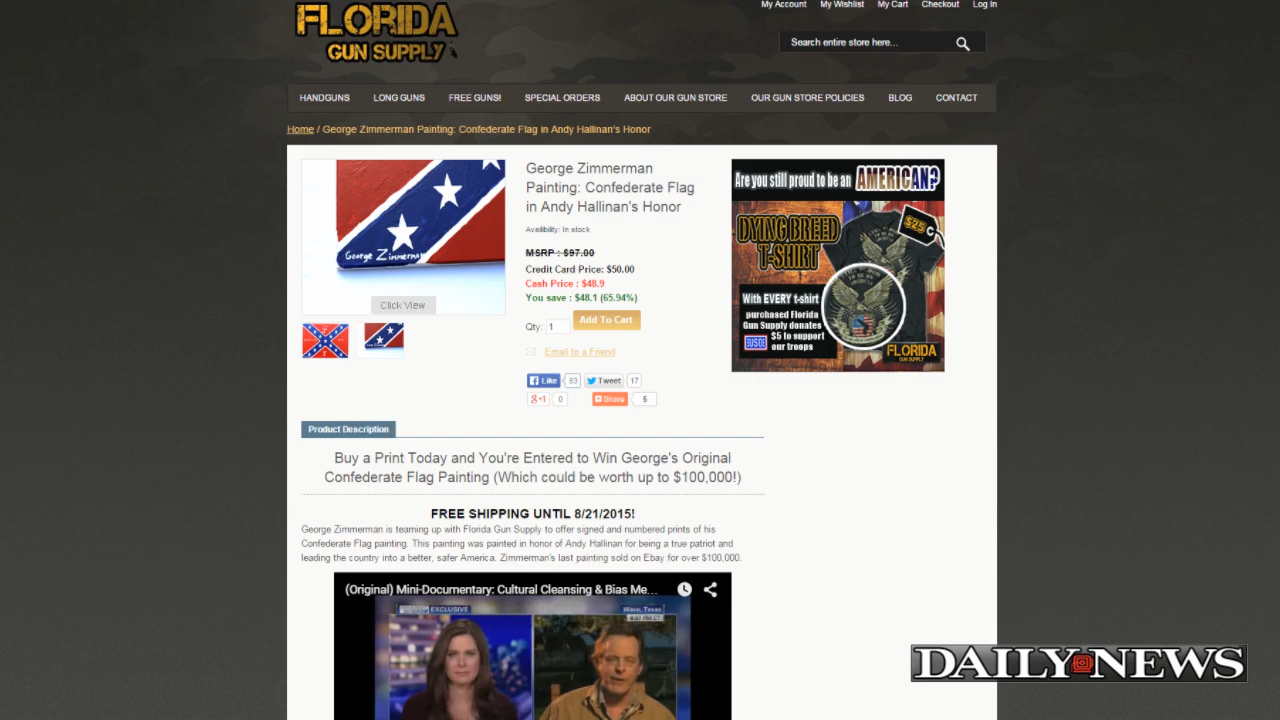 FLORIDA
GUN SUPPLY
My Account My Wishlist My Cart Checkout Log In
Search entire store here...
HANDGUNS LONG GUNS FREE GUNS! SPECIAL ORDERS ABOUT OUR GUN STORE OUR GUN STORE POLICIES BLOG CONTACT
Home / George Zimmerman Painting: Confederate Flag in Andy Hallinan's Honor
George Zimmerman
Click View
George Zimmerman
Painting: Confederate Flag
in Andy Hallinan's Honor
Availibility: In stock
MSRP : $97.00
Credit Card Price: $50.00
Cash Price : $48.9
You save : $48.1 (65.94%)
Qty: 1 Add To Cart
Email to a Friend
Like 63 Tweet 17
g+1 0 Share 5
Are you still proud to be an AMERICAN?
DYING BREED
T-SHIRT
$25
With EVERY t-shirt
purchased Florida
Gun Supply donates
$5 to support
our troops
USO
FLORIDA
GUN SUPPLY
Product Description
Buy a Print Today and You're Entered to Win George's Original
Confederate Flag Painting (Which could be worth up to $100,000!)
FREE SHIPPING UNTIL 8/21/2015!
George Zimmerman is teaming up with Florida Gun Supply to offer signed and numbered prints of his
Confederate Flag painting. This painting was painted in honor of Andy Hallinan for being a true patriot and
leading the country into a better, safer America. Zimmerman's last painting sold on Ebay for over $100,000.
(Original) Mini-Documentary: Cultural Cleansing & Bias Me...
EXCLUSIVE
Waco, Texas
DAILY NEWS